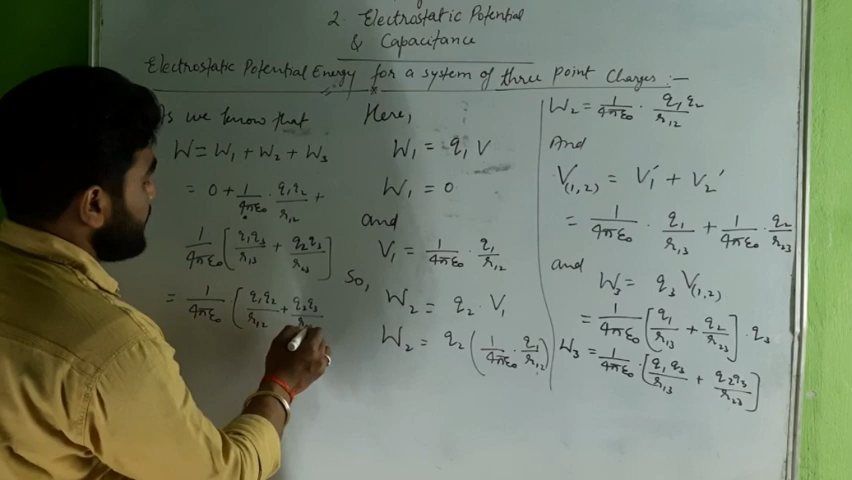 2. Electrostatic Potential
& Capacitance
Electrostatic Potential Energy for a system of three point Charges :-
As we know that
W = W₁ + W₂ + W₃
= 0 + 1/4πε₀ · q₁q₂/r₁₂ +
1/4πε₀ [q₁q₃/r₁₃ + q₂q₃/r₂₃]
= 1/4πε₀ · [q₁q₂/r₁₂ + q₂q₃/
Here,
W₁ = q₁ V
W₁ = 0
and
V₁ = 1/4πε₀ · q₁/r₁₂
So,
W₂ = q₂ · V₁
W₂ = q₂ (1/4πε₀ · q₁/r₁₂)
W₂ = 1/4πε₀ · q₁q₂/r₁₂
And
V(1,2) = V₁' + V₂'
= 1/4πε₀ · q₁/r₁₃ + 1/4πε₀ · q₂/r₂₃
and
W₃ = q₃ V(1,2)
= 1/4πε₀ [q₁/r₁₃ + q₂/r₂₃] · q₃
W₃ = 1/4πε₀ · [q₁q₃/r₁₃ + q₂q₃/r₂₃]